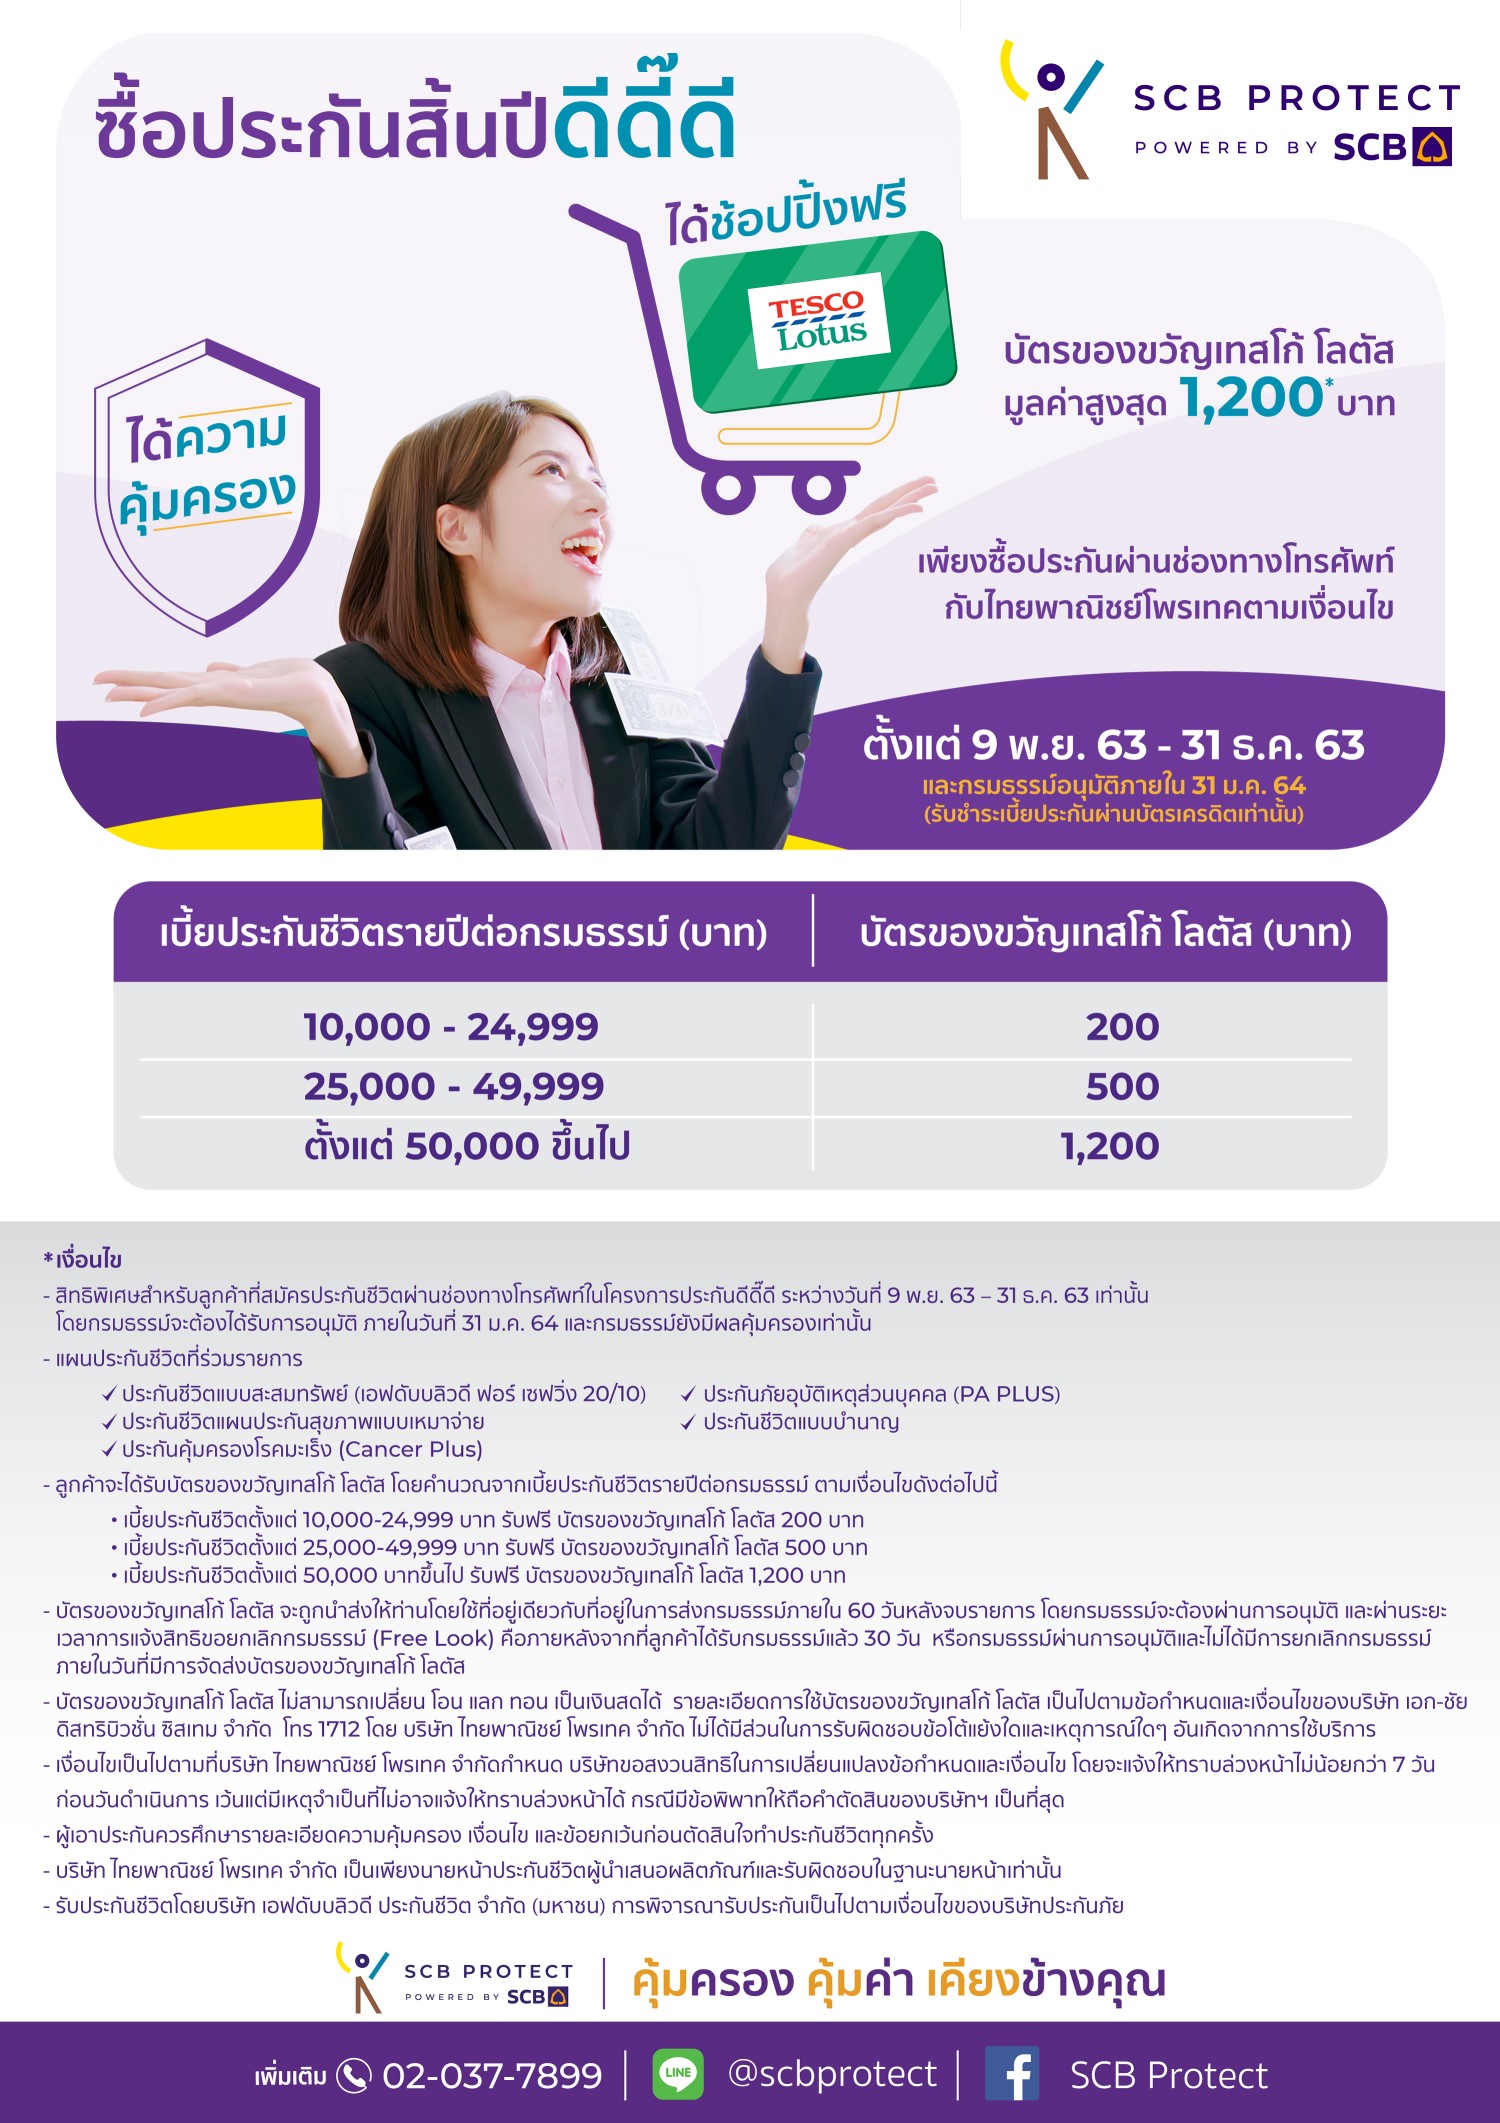 ซื้อประกันสิ้นปีดีดี๊ดี
SCB PROTECT
POWERED BY SCB
ได้ช้อปปิ้งฟรี
TESCO
Lotus
บัตรของขวัญเทสโก้ โลตัส
มูลค่าสูงสุด 1,200* บาท
ได้ความ
คุ้มครอง
เพียงซื้อประกันผ่านช่องทางโทรศัพท์
กับไทยพาณิชย์โพรเทคตามเงื่อนไข
ตั้งแต่ 9 พ.ย. 63 - 31 ธ.ค. 63
และกรมธรรม์อนุมัติภายใน 31 ม.ค. 64
(รับชำระเบี้ยประกันผ่านบัตรเครดิตเท่านั้น)
เบี้ยประกันชีวิตรายปีต่อกรมธรรม์ (บาท) บัตรของขวัญเทสโก้ โลตัส (บาท)
10,000 - 24,999 200
25,000 - 49,999 500
ตั้งแต่ 50,000 ขึ้นไป 1,200
*เงื่อนไข
- สิทธิพิเศษสำหรับลูกค้าที่สมัครประกันชีวิตผ่านช่องทางโทรศัพท์ในโครงการประกันดีดี๊ดี ระหว่างวันที่ 9 พ.ย. 63 – 31 ธ.ค. 63 เท่านั้น
โดยกรมธรรม์จะต้องได้รับการอนุมัติ ภายในวันที่ 31 ม.ค. 64 และกรมธรรม์ยังมีผลคุ้มครองเท่านั้น
- แผนประกันชีวิตที่ร่วมรายการ
✓ ประกันชีวิตแบบสะสมทรัพย์ (เอฟดับบลิวดี ฟอร์ เซฟวิ่ง 20/10) ✓ ประกันภัยอุบัติเหตุส่วนบุคคล (PA PLUS)
✓ ประกันชีวิตแผนประกันสุขภาพแบบเหมาจ่าย ✓ ประกันชีวิตแบบบำนาญ
✓ ประกันคุ้มครองโรคมะเร็ง (Cancer Plus)
- ลูกค้าจะได้รับบัตรของขวัญเทสโก้ โลตัส โดยคำนวณจากเบี้ยประกันชีวิตรายปีต่อกรมธรรม์ ตามเงื่อนไขดังต่อไปนี้
• เบี้ยประกันชีวิตตั้งแต่ 10,000-24,999 บาท รับฟรี บัตรของขวัญเทสโก้ โลตัส 200 บาท
• เบี้ยประกันชีวิตตั้งแต่ 25,000-49,999 บาท รับฟรี บัตรของขวัญเทสโก้ โลตัส 500 บาท
• เบี้ยประกันชีวิตตั้งแต่ 50,000 บาทขึ้นไป รับฟรี บัตรของขวัญเทสโก้ โลตัส 1,200 บาท
- บัตรของขวัญเทสโก้ โลตัส จะถูกนำส่งให้ท่านโดยใช้ที่อยู่เดียวกับที่อยู่ในการส่งกรมธรรม์ภายใน 60 วันหลังจบรายการ โดยกรมธรรม์จะต้องผ่านการอนุมัติ และผ่านระยะ
เวลาการแจ้งสิทธิขอยกเลิกกรมธรรม์ (Free Look) คือภายหลังจากที่ลูกค้าได้รับกรมธรรม์แล้ว 30 วัน หรือกรมธรรม์ผ่านการอนุมัติและไม่ได้มีการยกเลิกกรมธรรม์
ภายในวันที่มีการจัดส่งบัตรของขวัญเทสโก้ โลตัส
- บัตรของขวัญเทสโก้ โลตัส ไม่สามารถเปลี่ยน โอน แลก ทอน เป็นเงินสดได้ รายละเอียดการใช้บัตรของขวัญเทสโก้ โลตัส เป็นไปตามข้อกำหนดและเงื่อนไขของบริษัท เอก-ชัย
ดิสทริบิวชั่น ซิสเทม จำกัด โทร 1712 โดย บริษัท ไทยพาณิชย์ โพรเทค จำกัด ไม่ได้มีส่วนในการรับผิดชอบข้อโต้แย้งใดและเหตุการณ์ใดๆ อันเกิดจากการใช้บริการ
- เงื่อนไขเป็นไปตามที่บริษัท ไทยพาณิชย์ โพรเทค จำกัดกำหนด บริษัทขอสงวนสิทธิในการเปลี่ยนแปลงข้อกำหนดและเงื่อนไข โดยจะแจ้งให้ทราบล่วงหน้าไม่น้อยกว่า 7 วัน
ก่อนวันดำเนินการ เว้นแต่มีเหตุจำเป็นที่ไม่อาจแจ้งให้ทราบล่วงหน้าได้ กรณีมีข้อพิพาทให้ถือคำตัดสินของบริษัทฯ เป็นที่สุด
- ผู้เอาประกันควรศึกษารายละเอียดความคุ้มครอง เงื่อนไข และข้อยกเว้นก่อนตัดสินใจทำประกันชีวิตทุกครั้ง
- บริษัท ไทยพาณิชย์ โพรเทค จำกัด เป็นเพียงนายหน้าประกันชีวิตผู้นำเสนอผลิตภัณฑ์และรับผิดชอบในฐานะนายหน้าเท่านั้น
- รับประกันชีวิตโดยบริษัท เอฟดับบลิวดี ประกันชีวิต จำกัด (มหาชน) การพิจารณารับประกันเป็นไปตามเงื่อนไขของบริษัทประกันภัย
SCB PROTECT
POWERED BY SCB
คุ้มครอง คุ้มค่า เคียงข้างคุณ
เพิ่มเติม 02-037-7899 LINE @scbprotect f SCB Protect